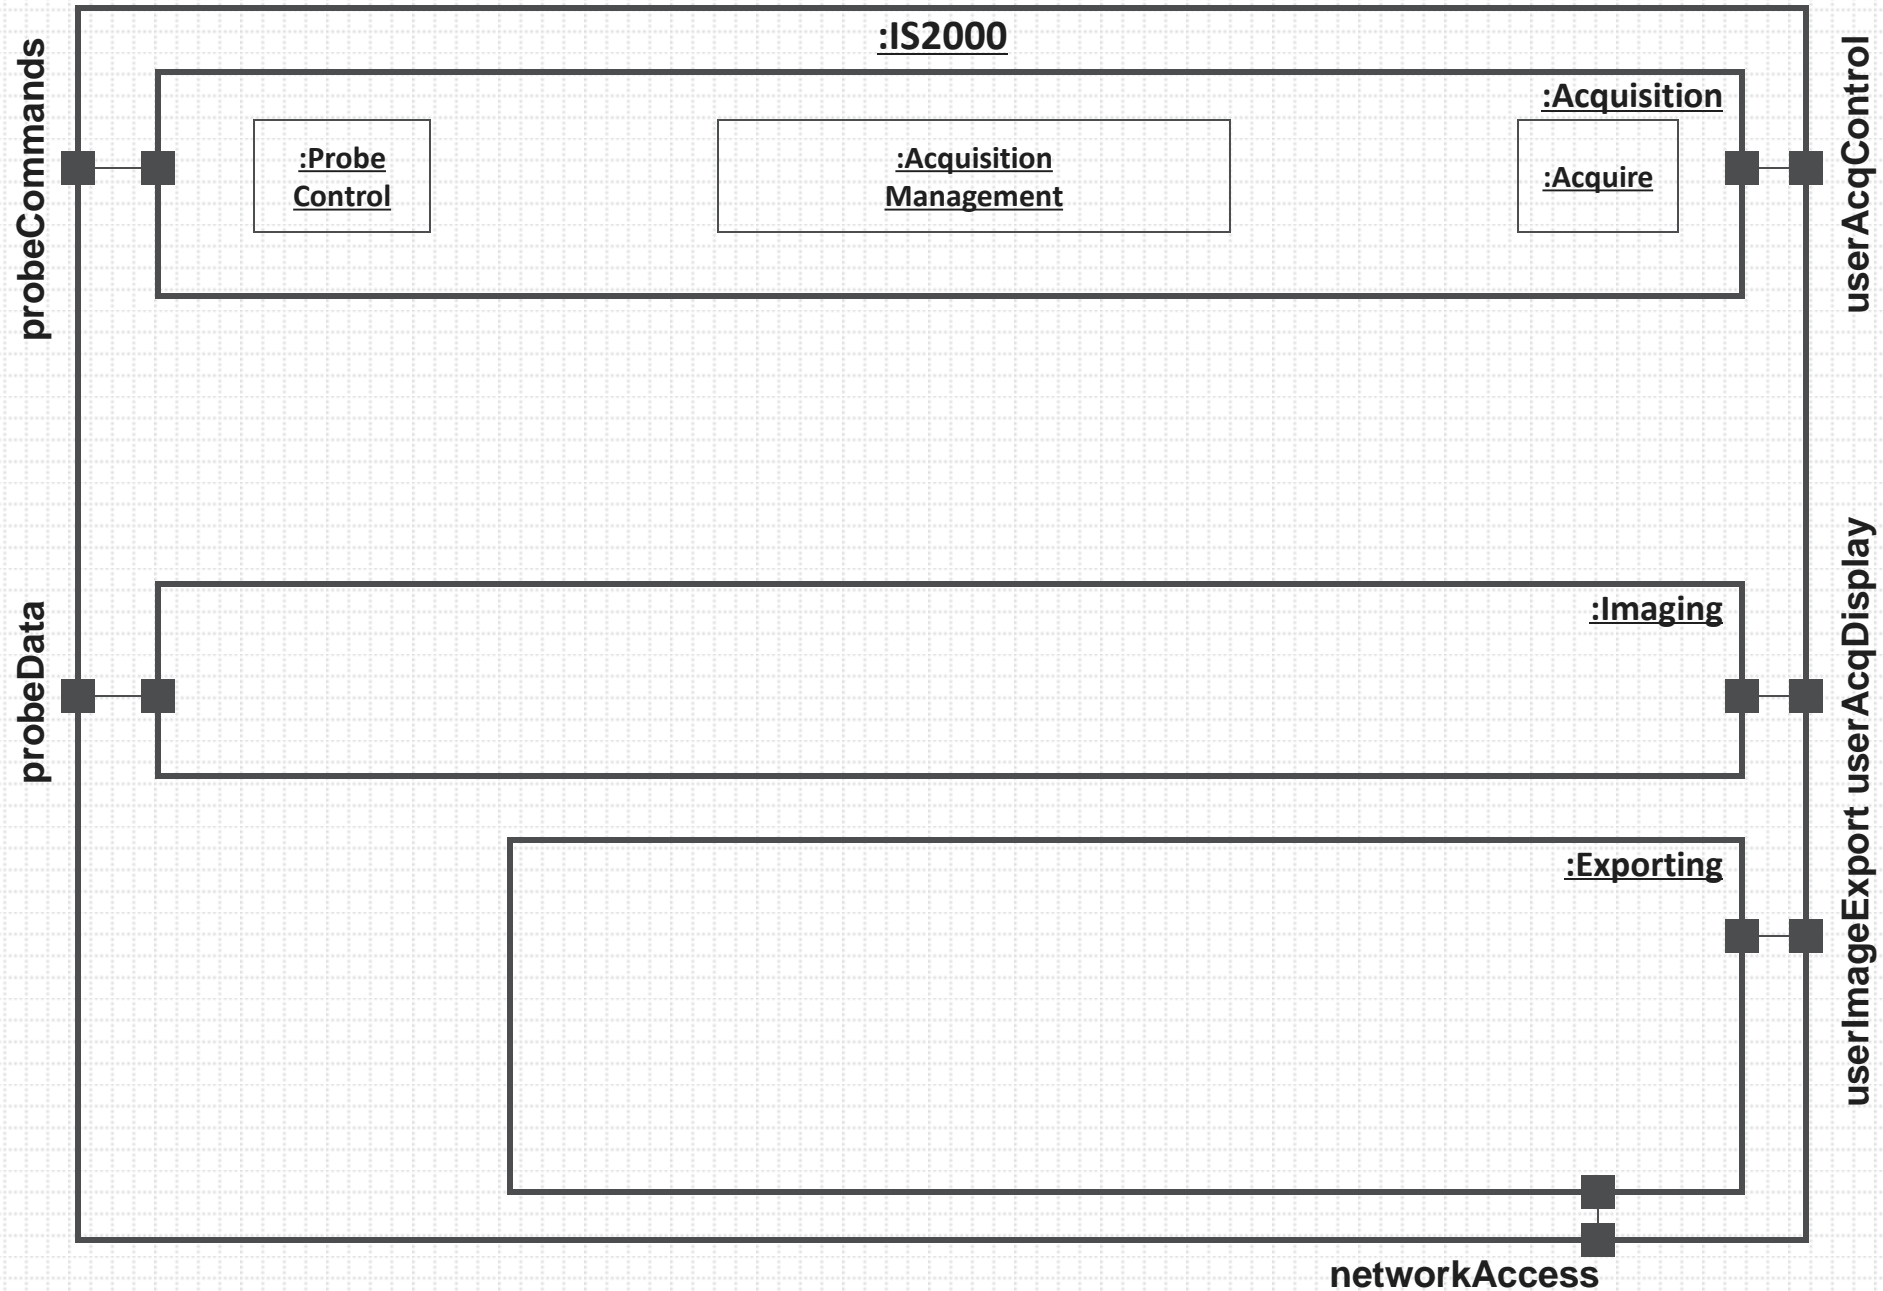 :IS2000
:Acquisition
:Probe
Control
:Acquisition
Management
:Acquire
probeCommands
userAcqControl
:Imaging
probeData
userAcqDisplay
:Exporting
userImageExport
networkAccess